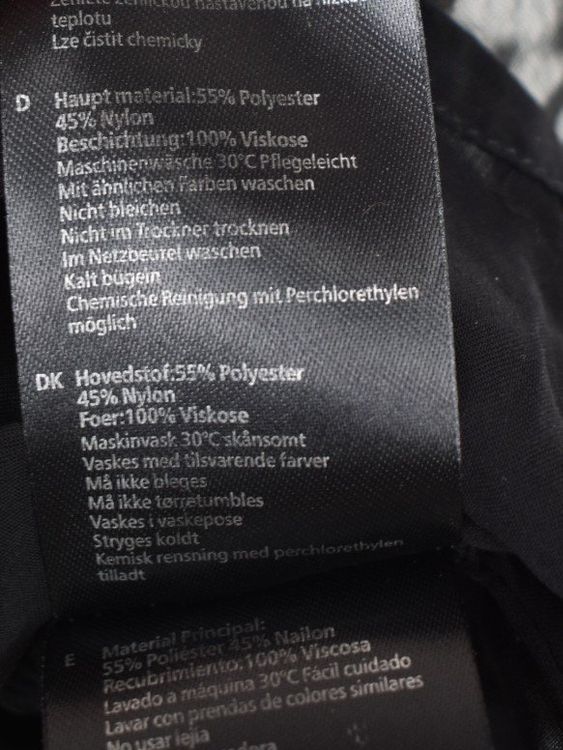 teplotu
Lze čistit chemicky
D Haupt material:55% Polyester
45% Nylon
Beschichtung:100% Viskose
Maschinenwäsche 30°C Pflegeleicht
Mit ähnlichen Farben waschen
Nicht bleichen
Nicht im Trockner trocknen
Im Netzbeutel waschen
Kalt bügeln
Chemische Reinigung mit Perchlorethylen
möglich
DK Hovedstof:55% Polyester
45% Nylon
Foer:100% Viskose
Maskinvask 30°C skånsomt
Vaskes med tilsvarende farver
Må ikke bleges
Må ikke tørretumbles
Vaskes i vaskepose
Stryges koldt
Kemisk rensning med perchlorethylen
tilladt
E Material Principal:
55% Poliéster 45% Nailon
Recubrimiento:100% Viscosa
Lavado a máquina 30°C Fácil cuidado
Lavar con prendas de colores similares
No usar lejia